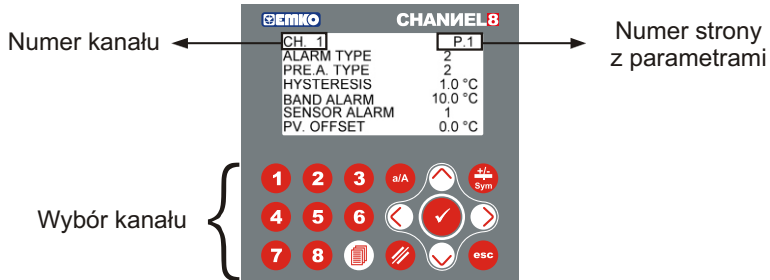 EMKO CHANNEL8
Numer kanału
CH. 1 P.1
Numer strony
z parametrami
ALARM TYPE 2
PRE.A. TYPE 2
HYSTERESIS 1.0 °C
BAND ALARM 10.0 °C
SENSOR ALARM 1
PV. OFFSET 0.0 °C
Wybór kanału
1 2 3 a/A +/- Sym
4 5 6
7 8 esc